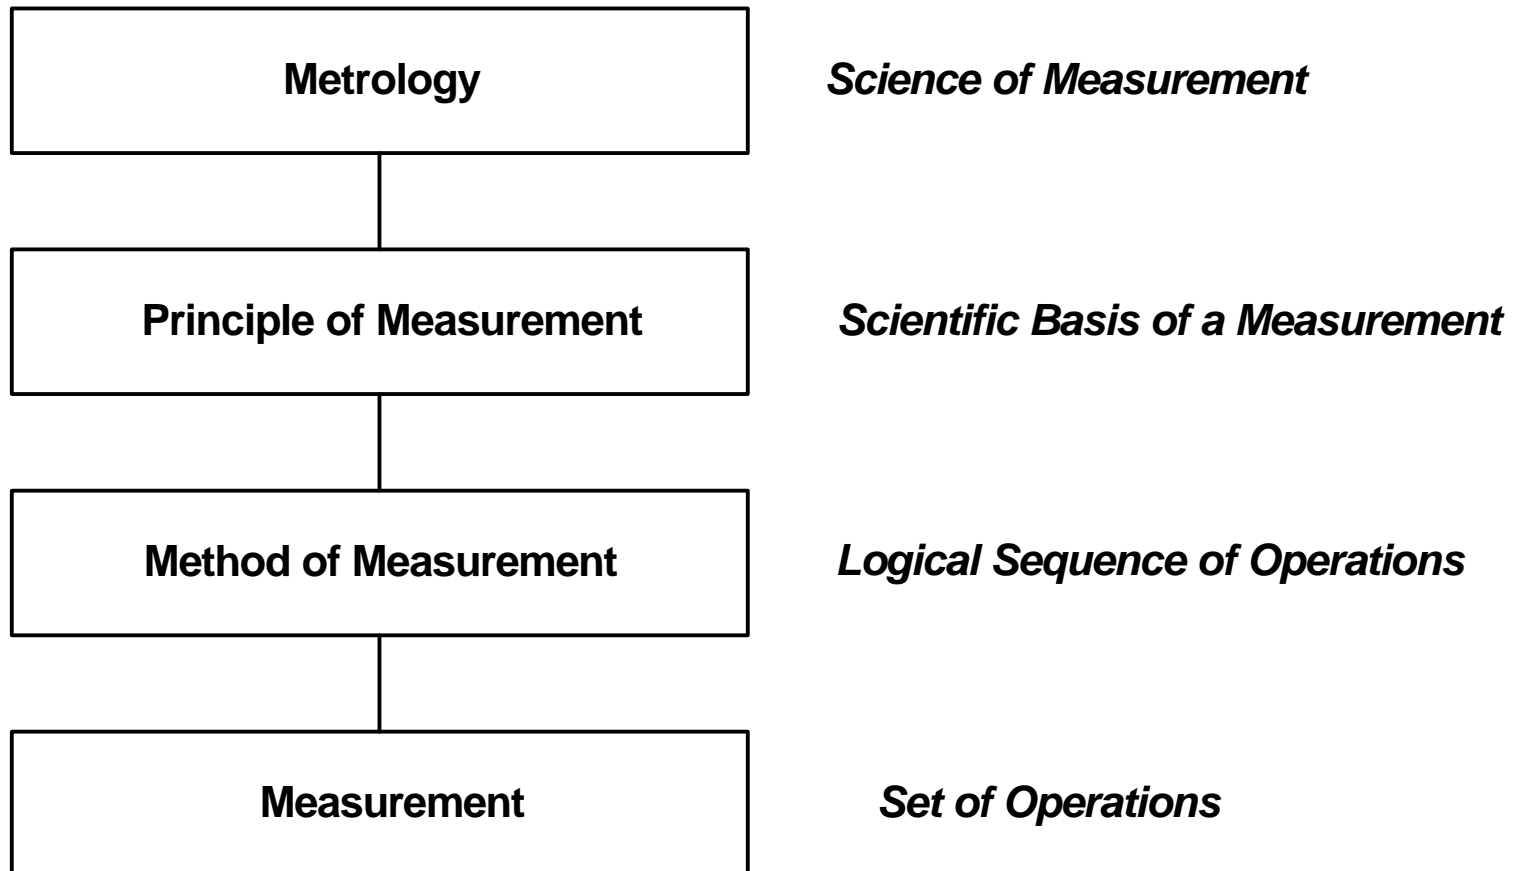 Metrology
Science of Measurement
Principle of Measurement
Scientific Basis of a Measurement
Method of Measurement
Logical Sequence of Operations
Measurement
Set of Operations